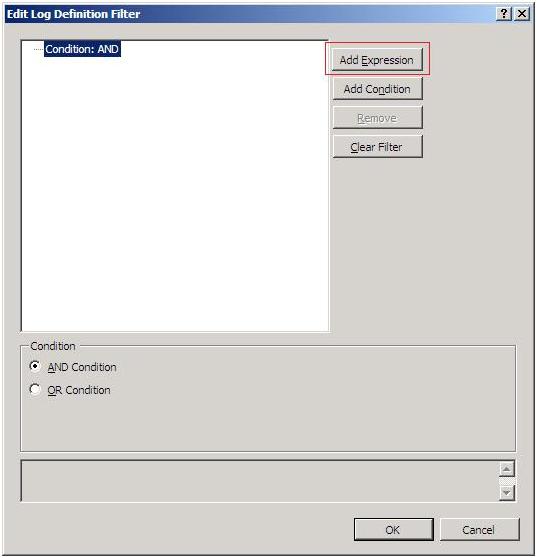 Edit Log Definition Filter
Condition: AND
Add Expression
Add Condition
Remove
Clear Filter
Condition
AND Condition
OR Condition
OK
Cancel